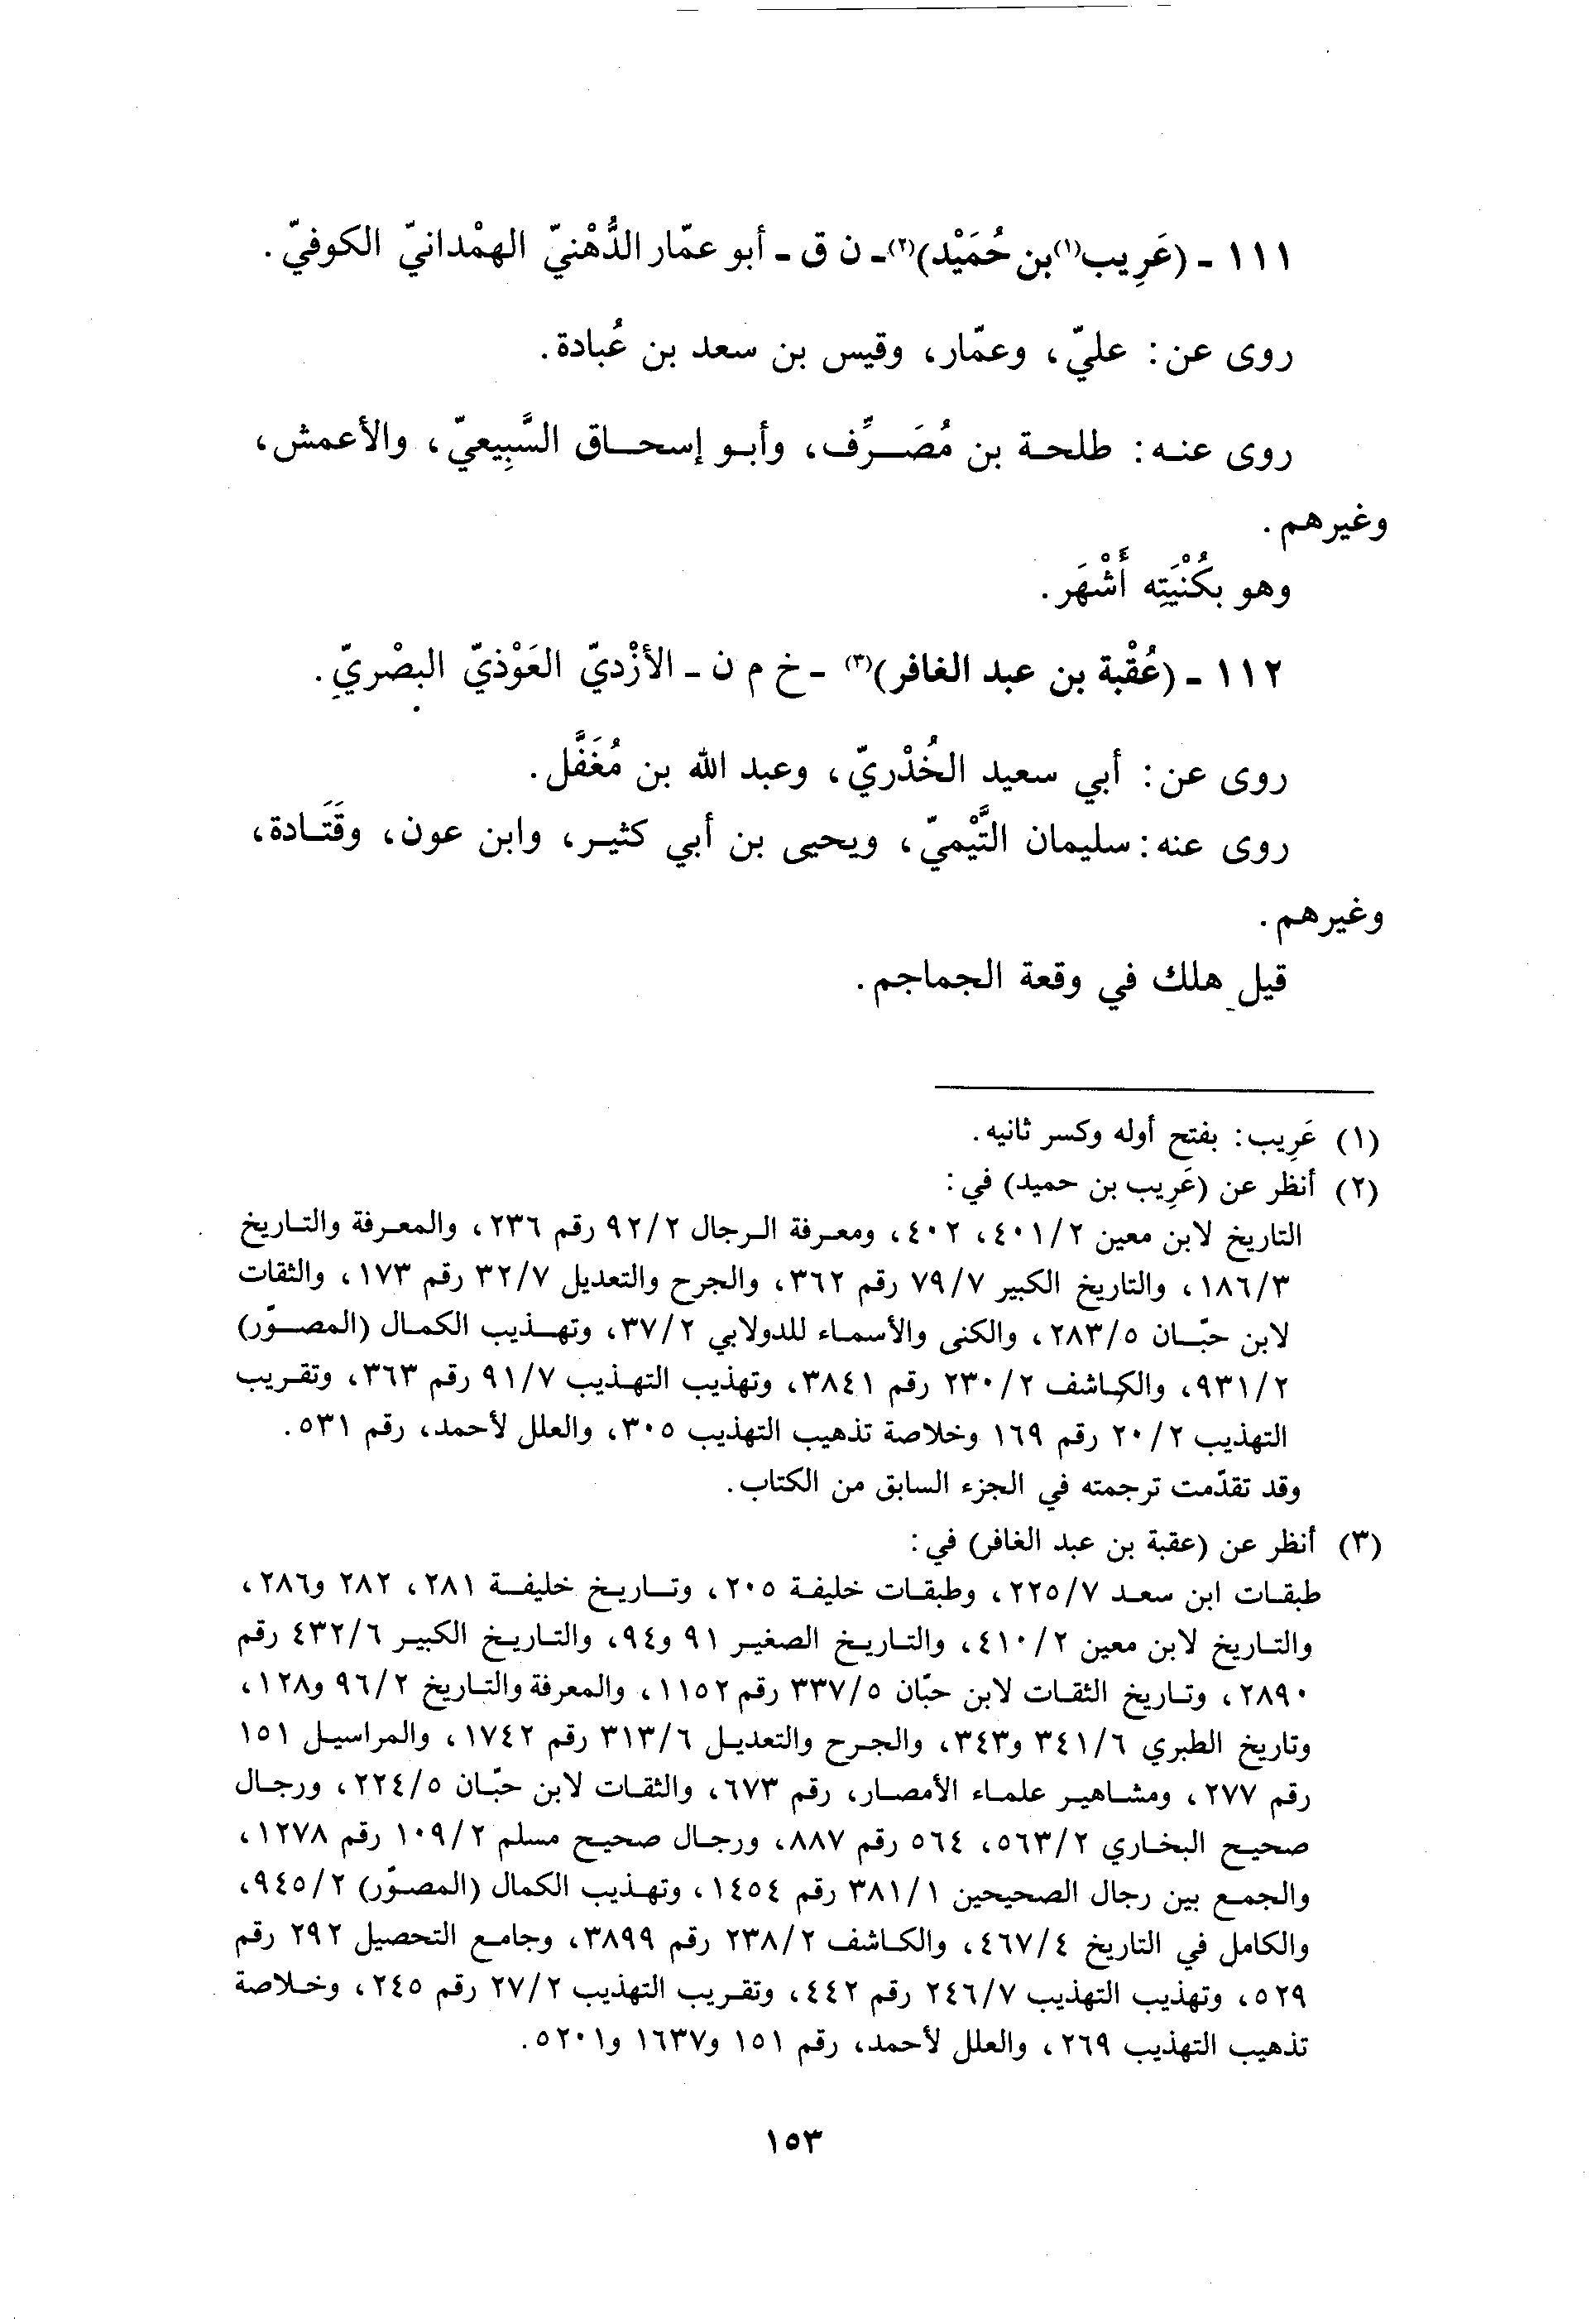 ١١١ - (عَرِيب(١) بن حُمَيْد)(٢) - ن ق - أبو عمّار الدُّهْنيّ الهمْدانيّ الكوفيّ.
روى عن: عليّ، وعمّار، وقيس بن سعد بن عُبادة.
روى عنه: طلحة بن مُصَرِّف، وأبو إسحاق السَّبِيعيّ، والأعمش،
وغيرهم.
وهو بكُنْيَتِه أَشْهَر.
١١٢ - (عُقْبة بن عبد الغافر)(٣) - خ م ن - الأزْديّ العَوْذيّ البصْريّ.
روى عن: أبي سعيد الخُدْريّ، وعبد الله بن مُغَفَّل.
روى عنه: سليمان التَّيْميّ، ويحيى بن أبي كثير، وابن عون، وقَتَادة،
وغيرهم.
قيل هلك في وقعة الجماجم.
(١) عَرِيب: بفتح أوله وكسر ثانيه.
(٢) أنظر عن (عَرِيب بن حميد) في:
التاريخ لابن معين ٤٠١/٢، ٤٠٢، ومعرفة الرجال ٩٢/٢ رقم ٢٣٦، والمعرفة والتاريخ
١٨٦/٣، والتاريخ الكبير ٧٩/٧ رقم ٣٦٢، والجرح والتعديل ٣٢/٧ رقم ١٧٣، والثقات
لابن حبّان ٢٨٣/٥، والكنى والأسماء للدولابي ٣٧/٢، وتهذيب الكمال (المصوّر)
٩٣١/٢، والكاشف ٢٣٠/٢ رقم ٣٨٤١، وتهذيب التهذيب ٩١/٧ رقم ٣٦٣، وتقريب
التهذيب ٢٠/٢ رقم ١٦٩ وخلاصة تذهيب التهذيب ٣٠٥، والعلل لأحمد، رقم ٥٣١.
وقد تقدّمت ترجمته في الجزء السابق من الكتاب.
(٣) أنظر عن (عقبة بن عبد الغافر) في:
طبقات ابن سعد ٢٢٥/٧، وطبقات خليفة ٢٠٥، وتاريخ خليفة ٢٨١، ٢٨٢ و٢٨٦،
والتاريخ لابن معين ٤١٠/٢، والتاريخ الصغير ٩١ و٩٤، والتاريخ الكبير ٤٣٢/٦ رقم
٢٨٩٠، وتاريخ الثقات لابن حبّان ٣٣٧/٥ رقم ١١٥٢، والمعرفة والتاريخ ٩٦/٢ و١٢٨،
وتاريخ الطبري ٣٤١/٦ و٣٤٣، والجرح والتعديل ٣١٣/٦ رقم ١٧٤٢، والمراسيل ١٥١
رقم ٢٧٧، ومشاهير علماء الأمصار، رقم ٦٧٣، والثقات لابن حبّان ٢٢٤/٥، ورجال
صحيح البخاري ٥٦٣/٢، ٥٦٤ رقم ٨٨٧، ورجال صحيح مسلم ١٠٩/٢ رقم ١٢٧٨،
والجمع بين رجال الصحيحين ٣٨١/١ رقم ١٤٥٤، وتهذيب الكمال (المصوّر) ٩٤٥/٢،
والكامل في التاريخ ٤٦٧/٤، والكاشف ٢٣٨/٢ رقم ٣٨٩٩، وجامع التحصيل ٢٩٢ رقم
٥٢٩، وتهذيب التهذيب ٢٤٦/٧ رقم ٤٤٢، وتقريب التهذيب ٢٧/٢ رقم ٢٤٥، وخلاصة
تذهيب التهذيب ٢٦٩، والعلل لأحمد، رقم ١٥١ و١٦٣٧ و٥٢٠١.
١٥٣